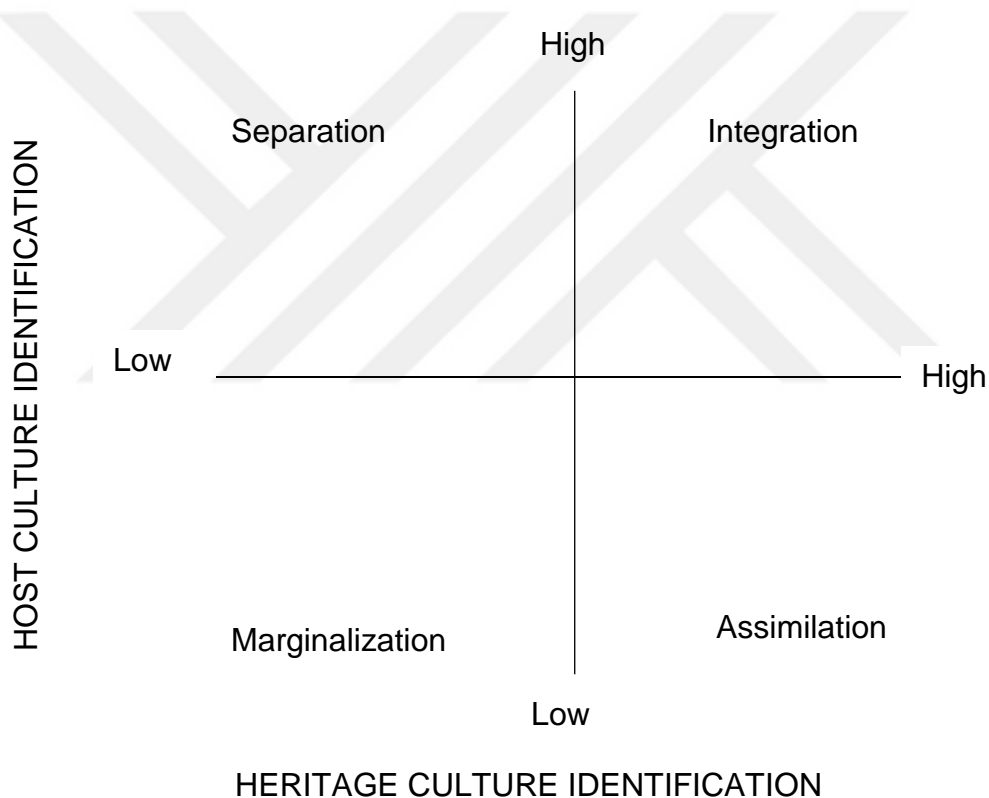 High
Separation
Integration
HOST CULTURE IDENTIFICATION
Low
High
Marginalization
Assimilation
Low
HERITAGE CULTURE IDENTIFICATION